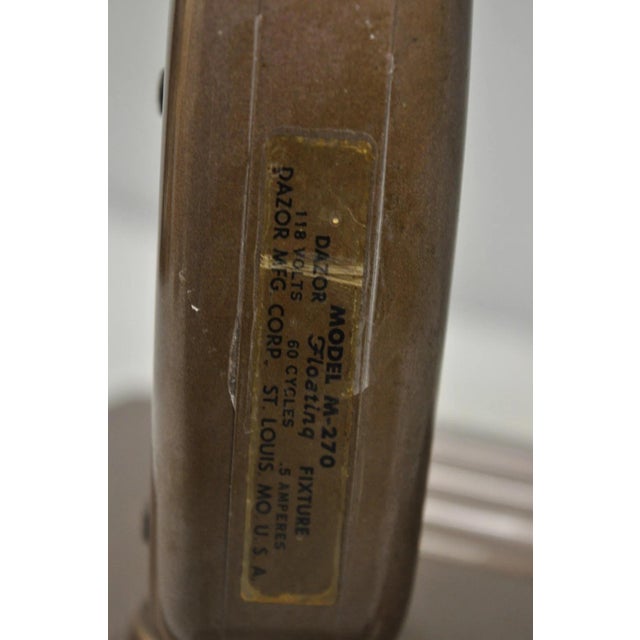 MODEL M-270
DAZOR Floating FIXTURE
118 VOLTS 60 CYCLES .5 AMPERES
DAZOR MFG CORP. ST. LOUIS, MO. U. S. A.